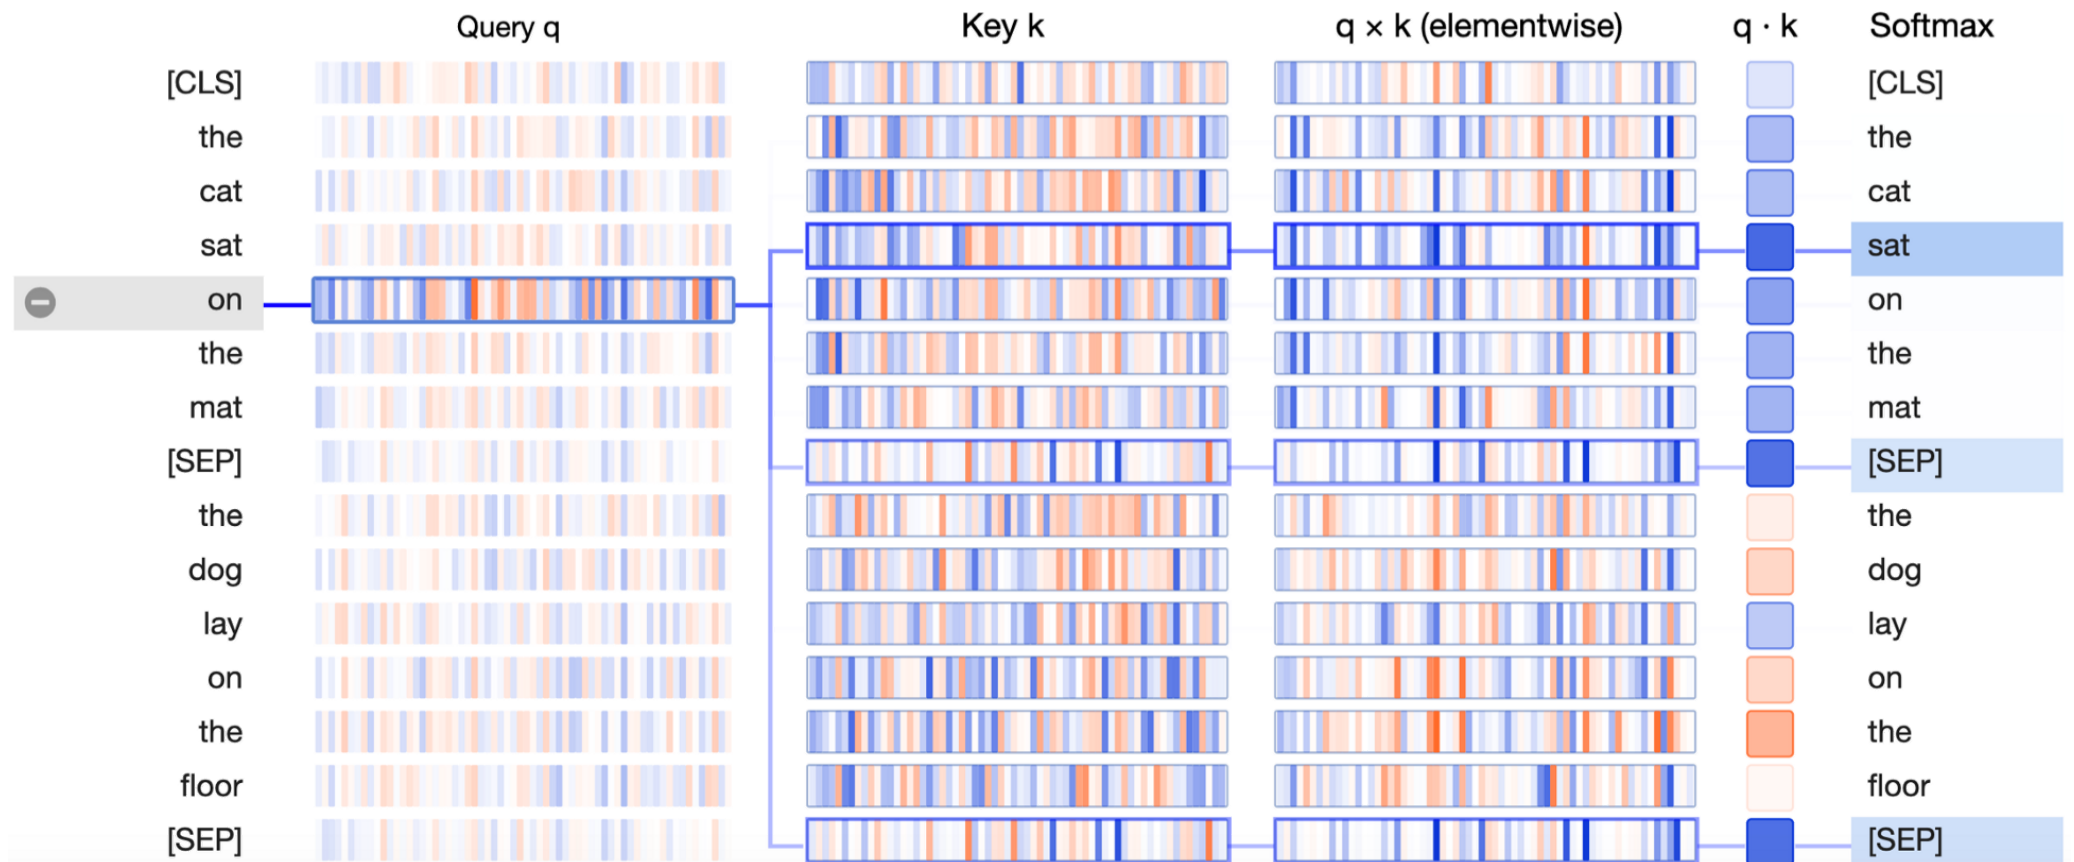 Query q Key k q × k (elementwise) q · k Softmax
[CLS] [CLS]
the the
cat cat
sat sat
on on
the the
mat mat
[SEP] [SEP]
the the
dog dog
lay lay
on on
the the
floor floor
[SEP] [SEP]